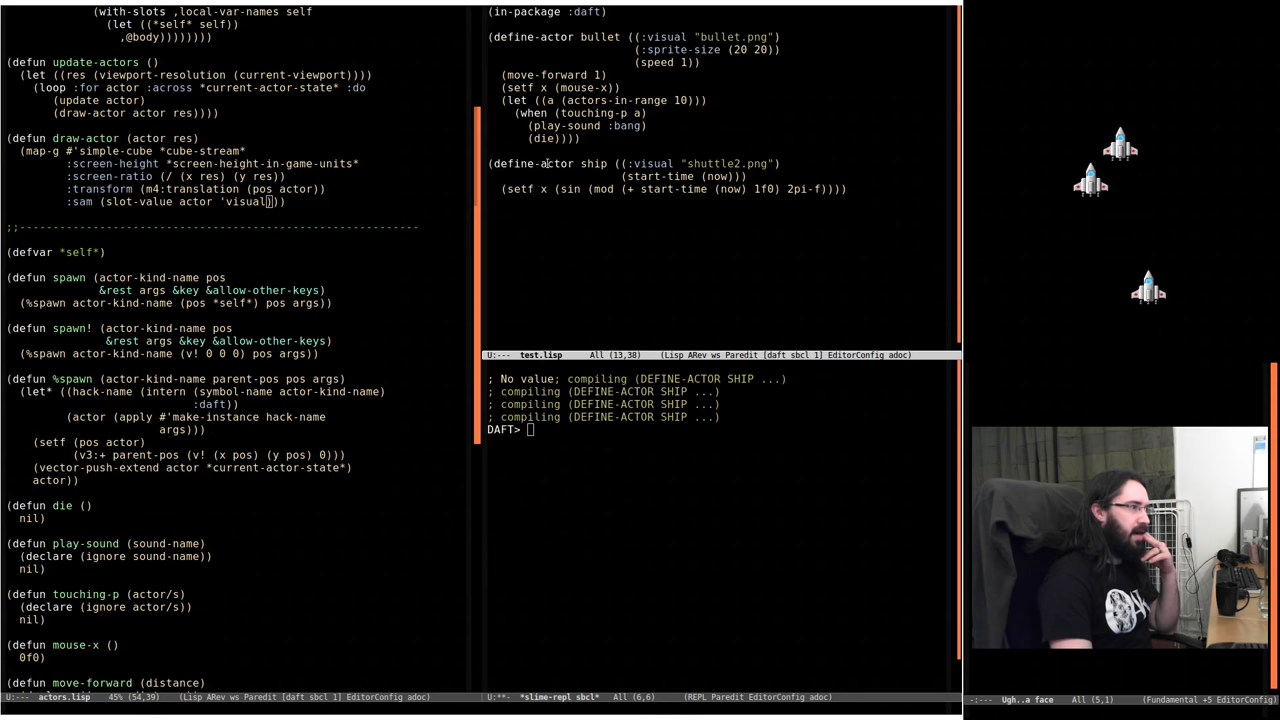 (with-slots ,local-var-names self
(let ((*self* self))
,@body))))))))
(defun update-actors ()
(let ((res (viewport-resolution (current-viewport))))
(loop :for actor :across *current-actor-state* :do
(update actor)
(draw-actor actor res))))
(defun draw-actor (actor res)
(map-g #'simple-cube *cube-stream*
:screen-height *screen-height-in-game-units*
:screen-ratio (/ (x res) (y res))
:transform (m4:translation (pos actor))
:sam (slot-value actor 'visual)))
;;------------------------------------------------------------
(defvar *self*)
(defun spawn (actor-kind-name pos
&rest args &key &allow-other-keys)
(%spawn actor-kind-name (pos *self*) pos args))
(defun spawn! (actor-kind-name pos
&rest args &key &allow-other-keys)
(%spawn actor-kind-name (v! 0 0 0) pos args))
(defun %spawn (actor-kind-name parent-pos pos args)
(let* ((hack-name (intern (symbol-name actor-kind-name)
:daft))
(actor (apply #'make-instance hack-name
args)))
(setf (pos actor)
(v3:+ parent-pos (v! (x pos) (y pos) 0)))
(vector-push-extend actor *current-actor-state*)
actor))
(defun die ()
nil)
(defun play-sound (sound-name)
(declare (ignore sound-name))
nil)
(defun touching-p (actor/s)
(declare (ignore actor/s))
nil)
(defun mouse-x ()
0f0)
(defun move-forward (distance)
U:--- actors.lisp 45% (54,39) (Lisp ARev ws Paredit [daft sbcl 1] EditorConfig adoc)
(in-package :daft)
(define-actor bullet ((:visual "bullet.png")
(:sprite-size (20 20))
(speed 1))
(move-forward 1)
(setf x (mouse-x))
(let ((a (actors-in-range 10)))
(when (touching-p a)
(play-sound :bang)
(die))))
(define-actor ship ((:visual "shuttle2.png")
(start-time (now)))
(setf x (sin (mod (+ start-time (now) 1f0) 2pi-f))))
U:--- test.lisp All (13,38) (Lisp ARev ws Paredit [daft sbcl 1] EditorConfig adoc)
; No value; compiling (DEFINE-ACTOR SHIP ...)
; compiling (DEFINE-ACTOR SHIP ...)
; compiling (DEFINE-ACTOR SHIP ...)
; compiling (DEFINE-ACTOR SHIP ...)
DAFT>
U:**- *slime-repl sbcl* All (6,6) (REPL Paredit EditorConfig adoc)
-:--- Ugh..a face All (5,1) (Fundamental +5 EditorConfig)